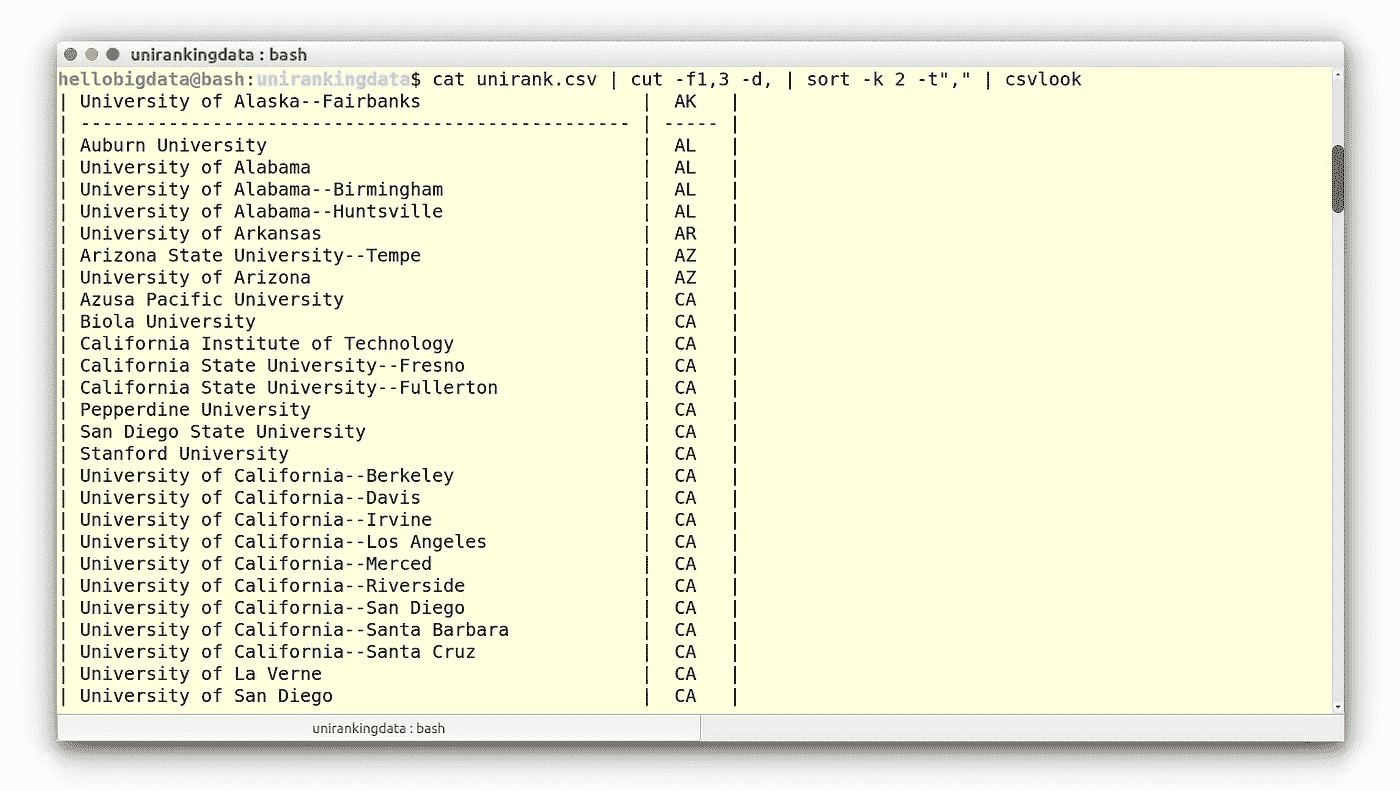 unirankingdata : bash
hellobigdata@bash:unirankingdata$ cat unirank.csv | cut -f1,3 -d, | sort -k 2 -t"," | csvlook
| University of Alaska--Fairbanks                    |  AK   |
| -------------------------------------------------- | ----- |
| Auburn University                                  |  AL   |
| University of Alabama                              |  AL   |
| University of Alabama--Birmingham                  |  AL   |
| University of Alabama--Huntsville                  |  AL   |
| University of Arkansas                             |  AR   |
| Arizona State University--Tempe                    |  AZ   |
| University of Arizona                              |  AZ   |
| Azusa Pacific University                           |  CA   |
| Biola University                                   |  CA   |
| California Institute of Technology                 |  CA   |
| California State University--Fresno                |  CA   |
| California State University--Fullerton             |  CA   |
| Pepperdine University                              |  CA   |
| San Diego State University                         |  CA   |
| Stanford University                                |  CA   |
| University of California--Berkeley                 |  CA   |
| University of California--Davis                    |  CA   |
| University of California--Irvine                   |  CA   |
| University of California--Los Angeles              |  CA   |
| University of California--Merced                   |  CA   |
| University of California--Riverside                |  CA   |
| University of California--San Diego                |  CA   |
| University of California--Santa Barbara            |  CA   |
| University of California--Santa Cruz               |  CA   |
| University of La Verne                             |  CA   |
| University of San Diego                            |  CA   |
unirankingdata : bash